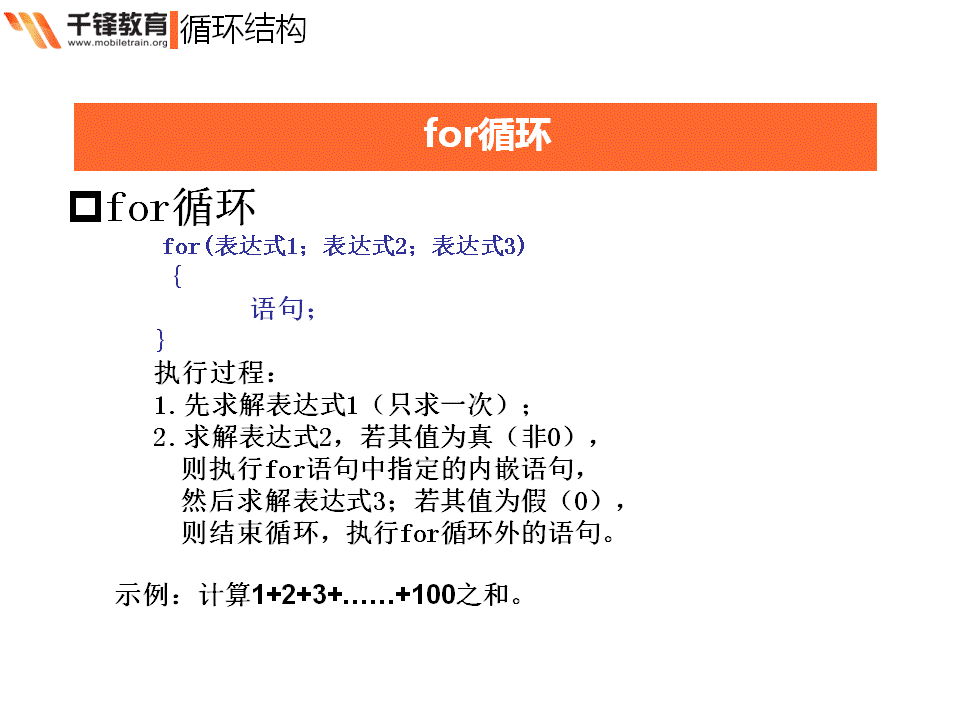 千锋教育
www.mobiletrain.org
循环结构
for循环
for循环
for(表达式1；表达式2；表达式3)
{
语句；
}
执行过程：
1.先求解表达式1（只求一次）；
2.求解表达式2，若其值为真（非0），
则执行for语句中指定的内嵌语句，
然后求解表达式3；若其值为假（0），
则结束循环，执行for循环外的语句。
示例：计算1+2+3+……+100之和。